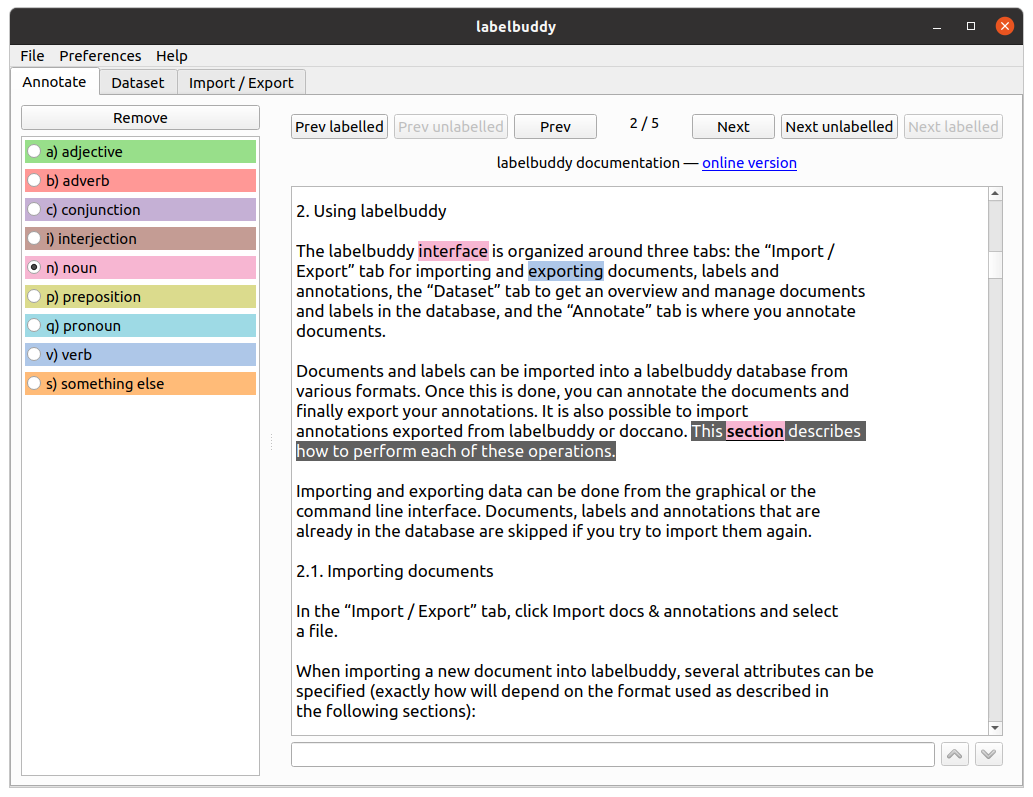 labelbuddy
File Preferences Help
Annotate Dataset Import / Export
Remove
a) adjective
b) adverb
c) conjunction
i) interjection
n) noun
p) preposition
q) pronoun
v) verb
s) something else
Prev labelled Prev unlabelled Prev 2 / 5 Next Next unlabelled Next labelled
labelbuddy documentation — online version
2. Using labelbuddy
The labelbuddy interface is organized around three tabs: the “Import /
Export” tab for importing and exporting documents, labels and
annotations, the “Dataset” tab to get an overview and manage documents
and labels in the database, and the “Annotate” tab is where you annotate
documents.
Documents and labels can be imported into a labelbuddy database from
various formats. Once this is done, you can annotate the documents and
finally export your annotations. It is also possible to import
annotations exported from labelbuddy or doccano. This section describes
how to perform each of these operations.
Importing and exporting data can be done from the graphical or the
command line interface. Documents, labels and annotations that are
already in the database are skipped if you try to import them again.
2.1. Importing documents
In the “Import / Export” tab, click Import docs & annotations and select
a file.
When importing a new document into labelbuddy, several attributes can be
specified (exactly how will depend on the format used as described in
the following sections):